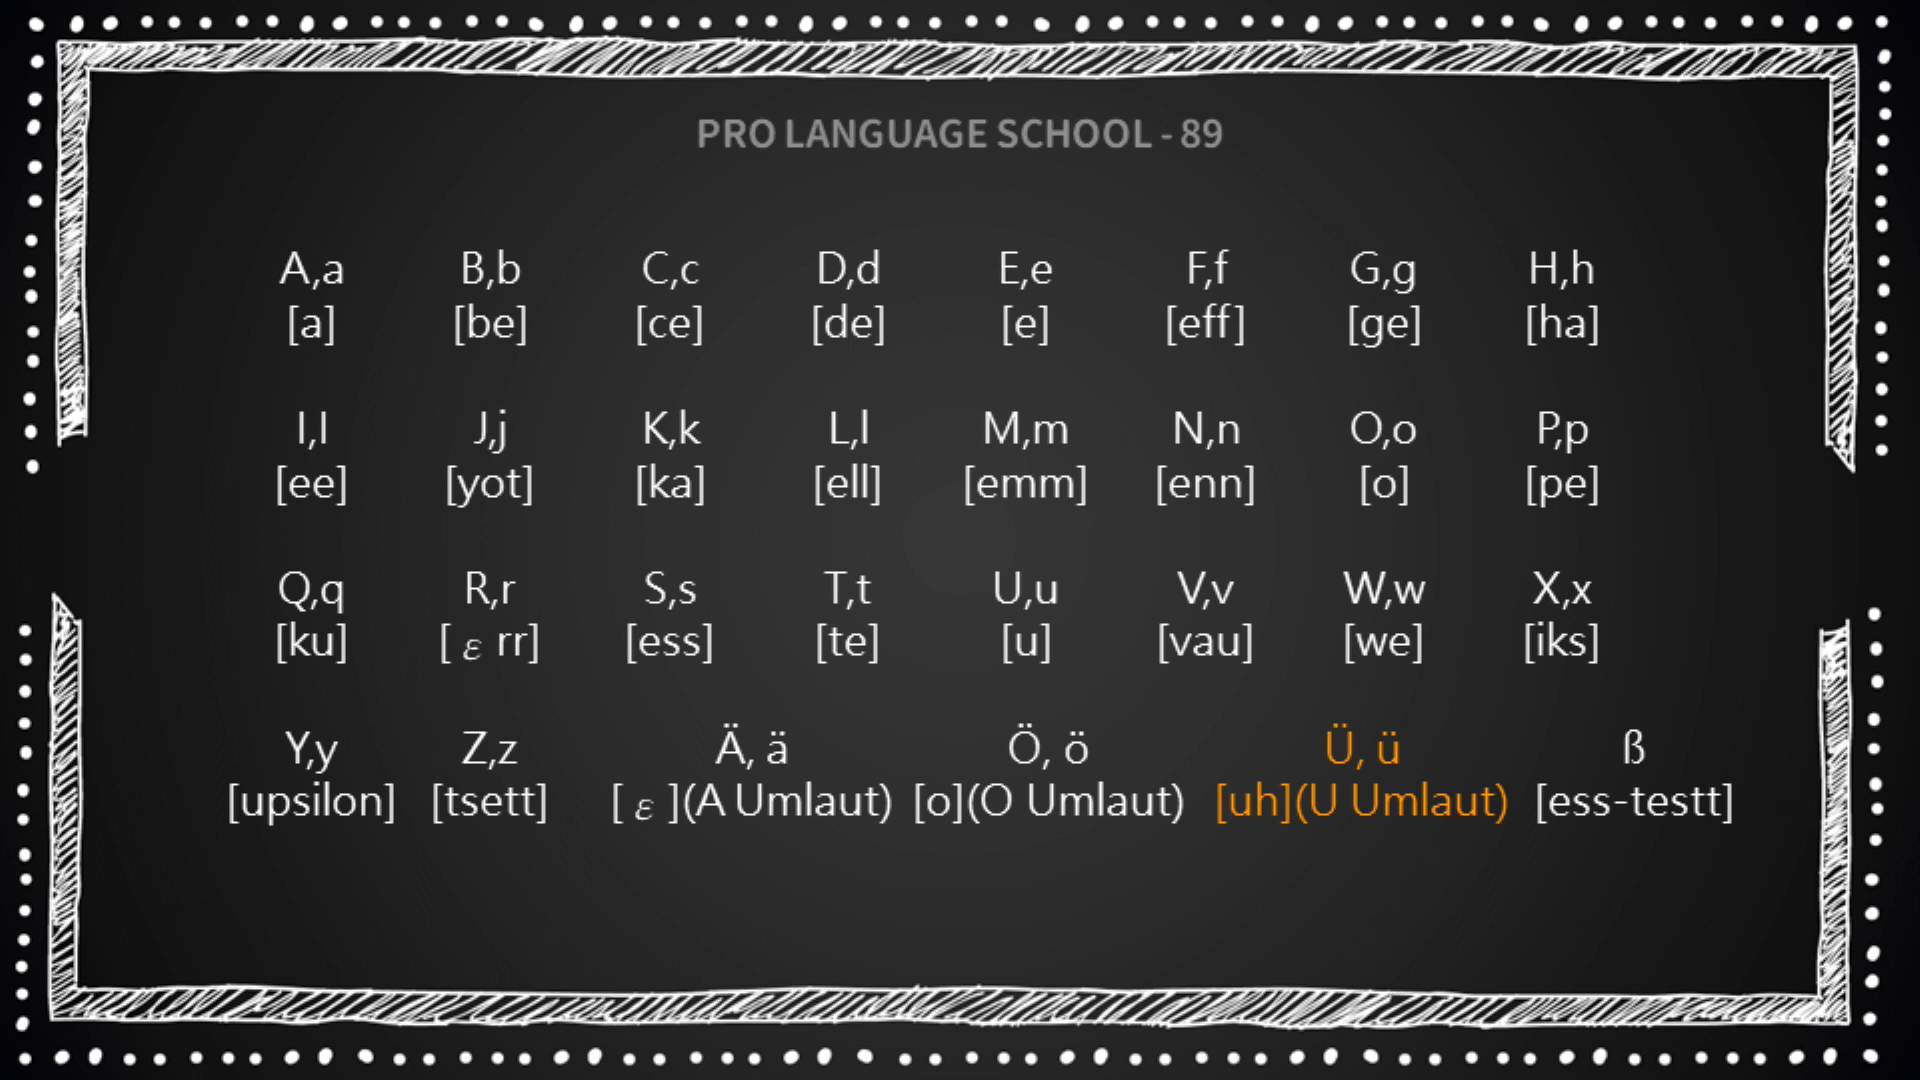 PRO LANGUAGE SCHOOL - 89
A,a B,b C,c D,d E,e F,f G,g H,h
[a] [be] [ce] [de] [e] [eff] [ge] [ha]
I,I J,j K,k L,l M,m N,n O,o P,p
[ee] [yot] [ka] [ell] [emm] [enn] [o] [pe]
Q,q R,r S,s T,t U,u V,v W,w X,x
[ku] [ ε rr] [ess] [te] [u] [vau] [we] [iks]
Y,y Z,z Ä, ä Ö, ö Ü, ü ß
[upsilon] [tsett] [ ε ](A Umlaut) [o](O Umlaut) [uh](U Umlaut) [ess-testt]